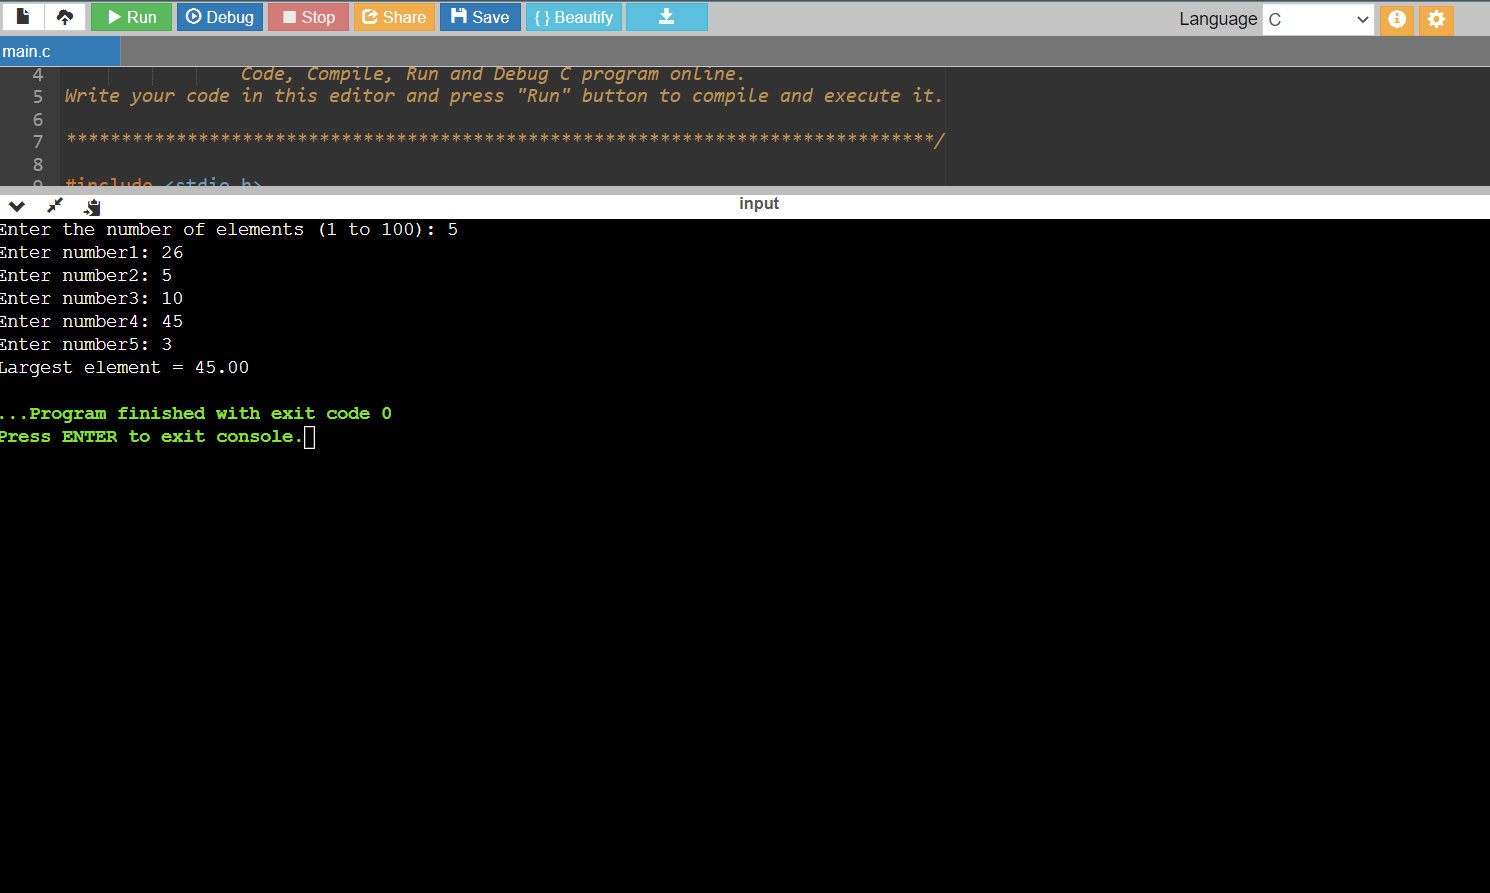 Run Debug Stop Share Save { } Beautify Language C
main.c
4 Code, Compile, Run and Debug C program online.
5 Write your code in this editor and press "Run" button to compile and execute it.
6
7 *******************************************************************************/
8
9 #include <stdio.h>
input
Enter the number of elements (1 to 100): 5
Enter number1: 26
Enter number2: 5
Enter number3: 10
Enter number4: 45
Enter number5: 3
Largest element = 45.00
...Program finished with exit code 0
Press ENTER to exit console.